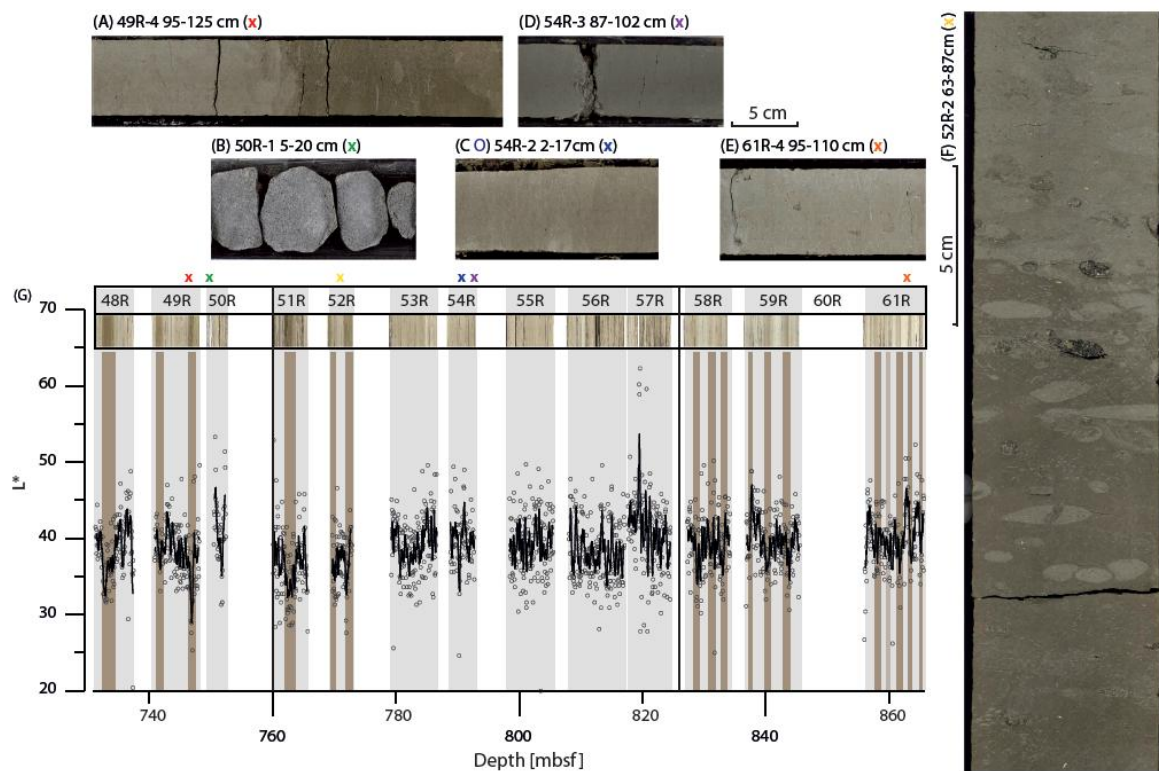 (A) 49R-4 95-125 cm (x)
(D) 54R-3 87-102 cm (x)
5 cm
(B) 50R-1 5-20 cm (x)
(C O) 54R-2 2-17cm (x)
(E) 61R-4 95-110 cm (x)
(F) 52R-2 63-87cm (x)
5 cm
x x x x x x
(G)
48R 49R 50R 51R 52R 53R 54R 55R 56R 57R 58R 59R 60R 61R
70
60
50
40
30
20
L*
740 760 780 800 820 840 860
Depth [mbsf]